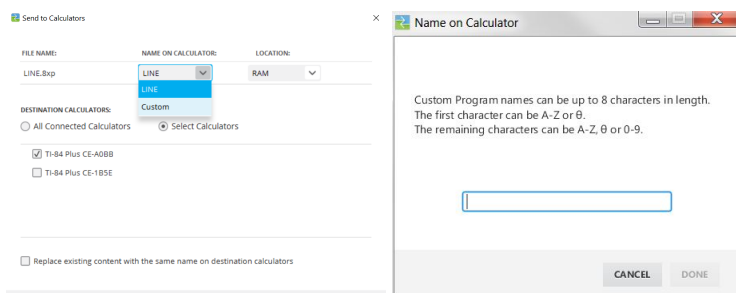 Send to Calculators
FILE NAME: NAME ON CALCULATOR: LOCATION:
LINE.8xp LINE RAM
LINE
Custom
DESTINATION CALCULATORS:
All Connected Calculators Select Calculators
TI-84 Plus CE-A0BB
TI-84 Plus CE-1B5E
Replace existing content with the same name on destination calculators
Name on Calculator
Custom Program names can be up to 8 characters in length.
The first character can be A-Z or θ.
The remaining characters can be A-Z, θ or 0-9.
CANCEL DONE